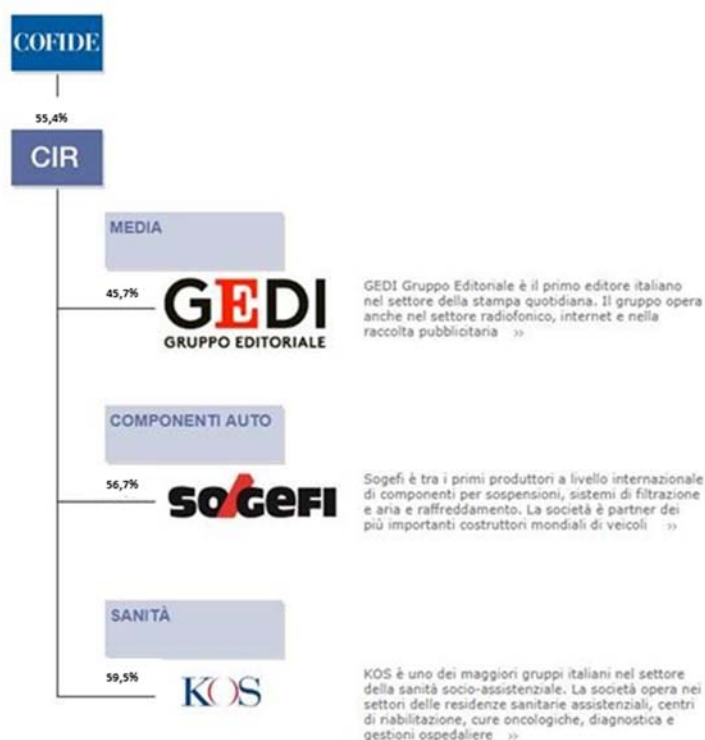 COFIDE
55,4%
CIR
MEDIA
45,7%
GEDI
GRUPPO EDITORIALE
GEDI Gruppo Editoriale è il primo editore italiano
nel settore della stampa quotidiana. Il gruppo opera
anche nel settore radiofonico, internet e nella
raccolta pubblicitaria »
COMPONENTI AUTO
56,7%
SOGEFI
Sogefi è tra i primi produttori a livello internazionale
di componenti per sospensioni, sistemi di filtrazione
e aria e raffreddamento. La società è partner dei
più importanti costruttori mondiali di veicoli »
SANITÀ
59,5%
KOS
KOS è uno dei maggiori gruppi italiani nel settore
della sanità socio-assistenziale. La società opera nei
settori delle residenze sanitarie assistenziali, centri
di riabilitazione, cure oncologiche, diagnostica e
gestioni ospedaliere »